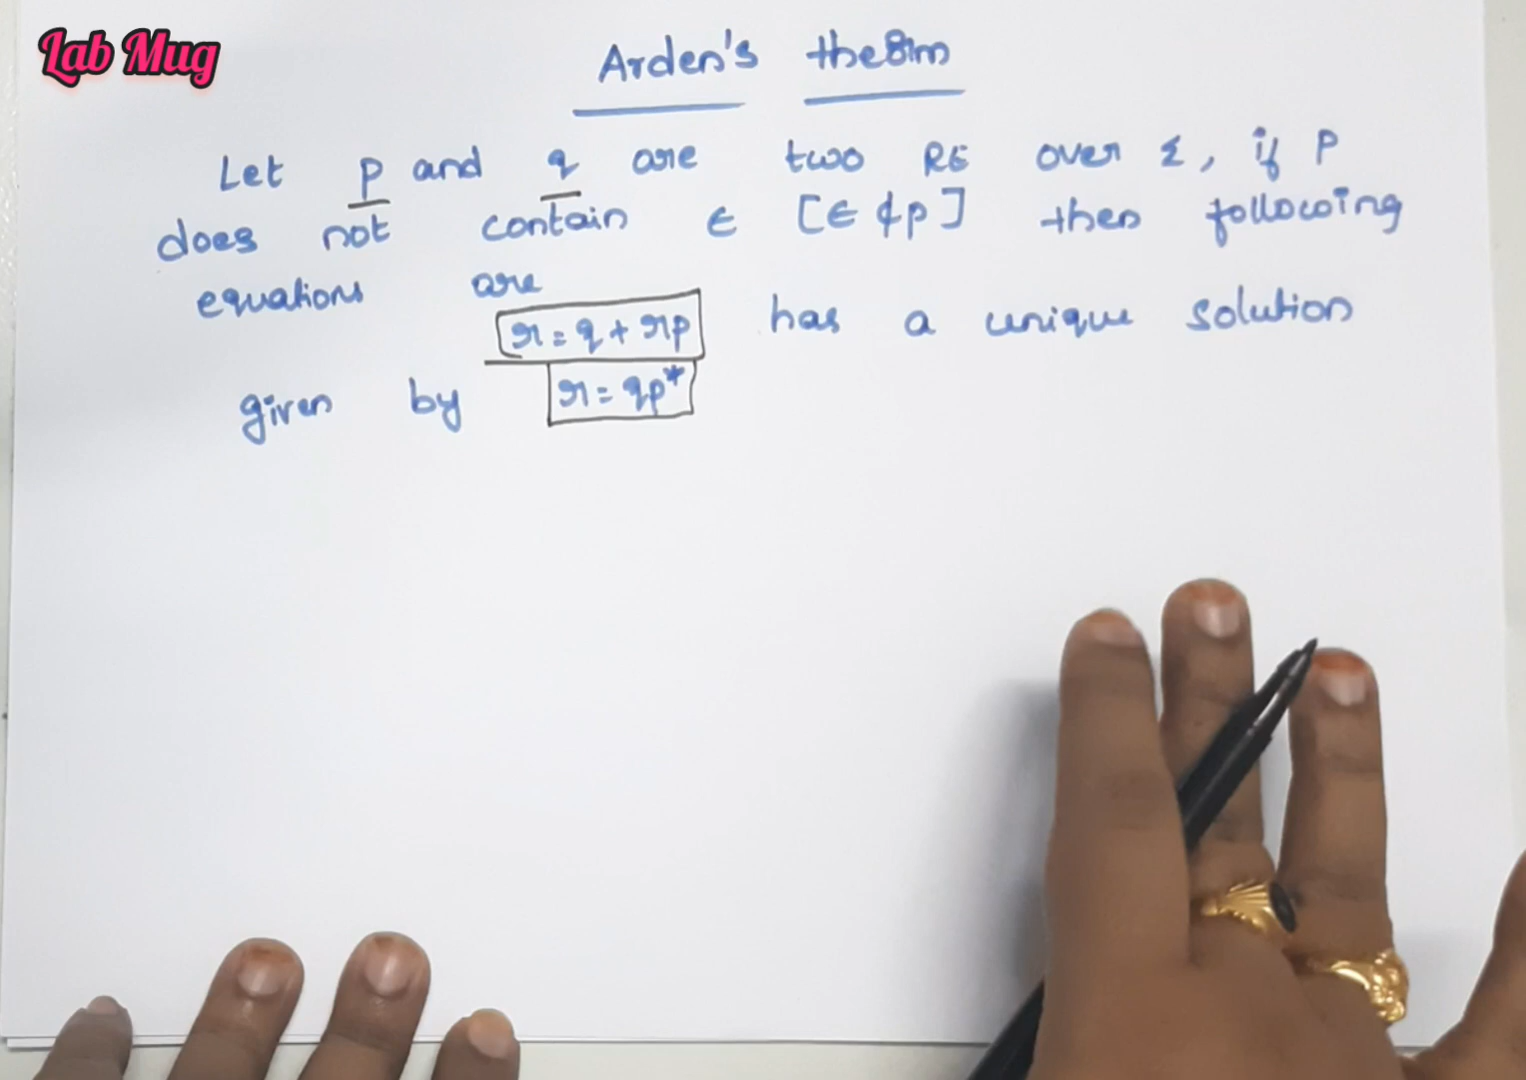 Lab Mug
Arden's theorem
Let p and q are two RE over Σ, if P
does not contain ∈ [∈ ∉ p] then following
equations are
r = q + rp has a unique solution
given by r = qp*